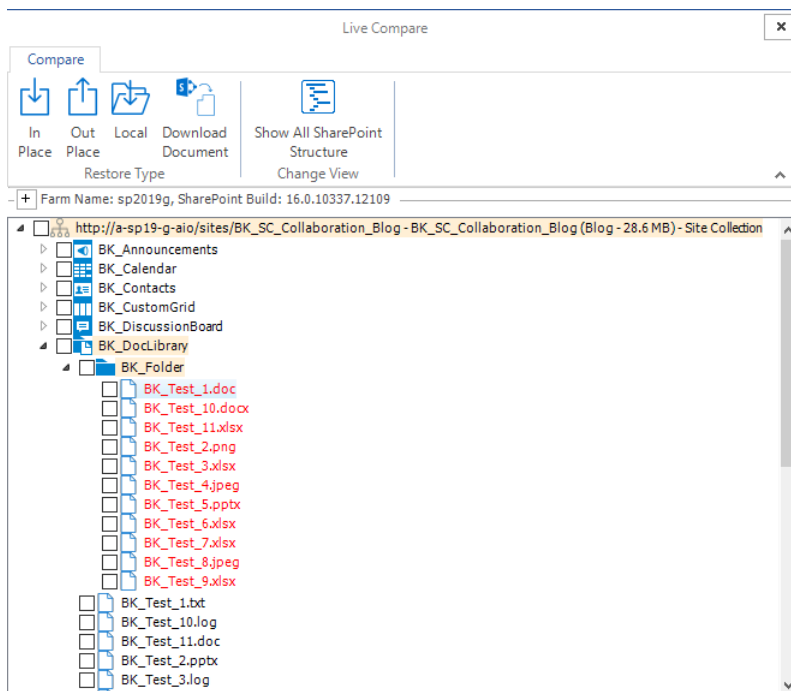 Live Compare
Compare
In Place
Out Place
Local
Download Document
Show All SharePoint Structure
Restore Type
Change View
Farm Name: sp2019g, SharePoint Build: 16.0.10337.12109
http://a-sp19-g-aio/sites/BK_SC_Collaboration_Blog - BK_SC_Collaboration_Blog (Blog - 28.6 MB) - Site Collection
BK_Announcements
BK_Calendar
BK_Contacts
BK_CustomGrid
BK_DiscussionBoard
BK_DocLibrary
BK_Folder
BK_Test_1.doc
BK_Test_10.docx
BK_Test_11.xlsx
BK_Test_2.png
BK_Test_3.xlsx
BK_Test_4.jpeg
BK_Test_5.pptx
BK_Test_6.xlsx
BK_Test_7.xlsx
BK_Test_8.jpeg
BK_Test_9.xlsx
BK_Test_1.txt
BK_Test_10.log
BK_Test_11.doc
BK_Test_2.pptx
BK_Test_3.log